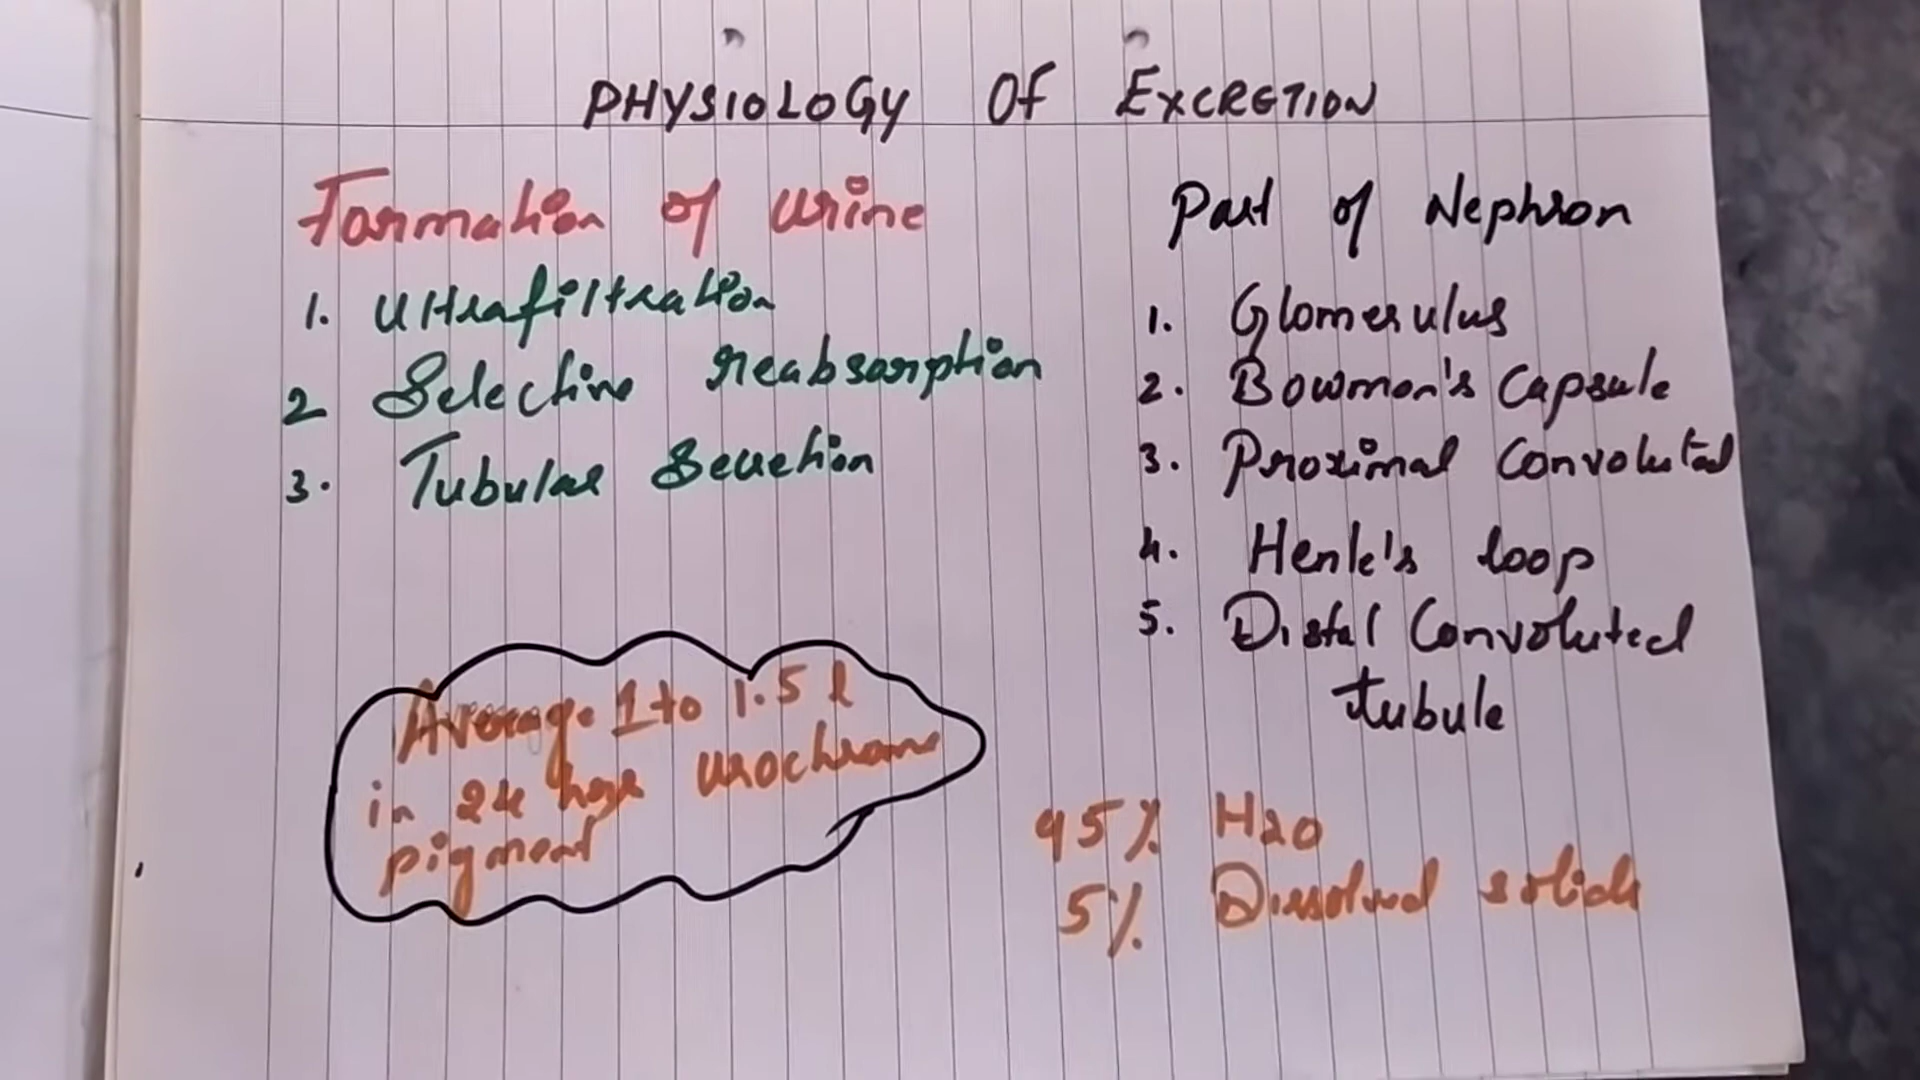 PHYSIOLOGY OF EXCRETION
Formation of urine
1. Ultrafiltration
2 Selective reabsorption
3. Tubular Secretion
Part of Nephron
1. Glomerulus
2. Bowman's Capsule
3. Proximal Convoluted
4. Henle's loop
5. Distal Convoluted
tubule
Average 1 to 1.5 l
in 24 hrs urochrome
pigment
95% H2O
5% Dissolved solids